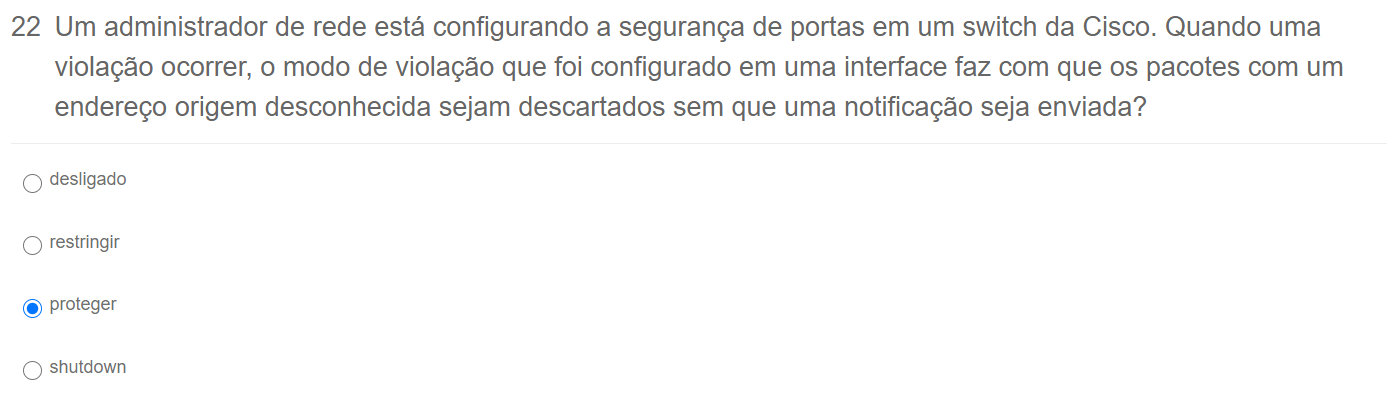 22 Um administrador de rede está configurando a segurança de portas em um switch da Cisco. Quando uma
violação ocorrer, o modo de violação que foi configurado em uma interface faz com que os pacotes com um
endereço origem desconhecida sejam descartados sem que uma notificação seja enviada?
desligado
restringir
proteger
shutdown